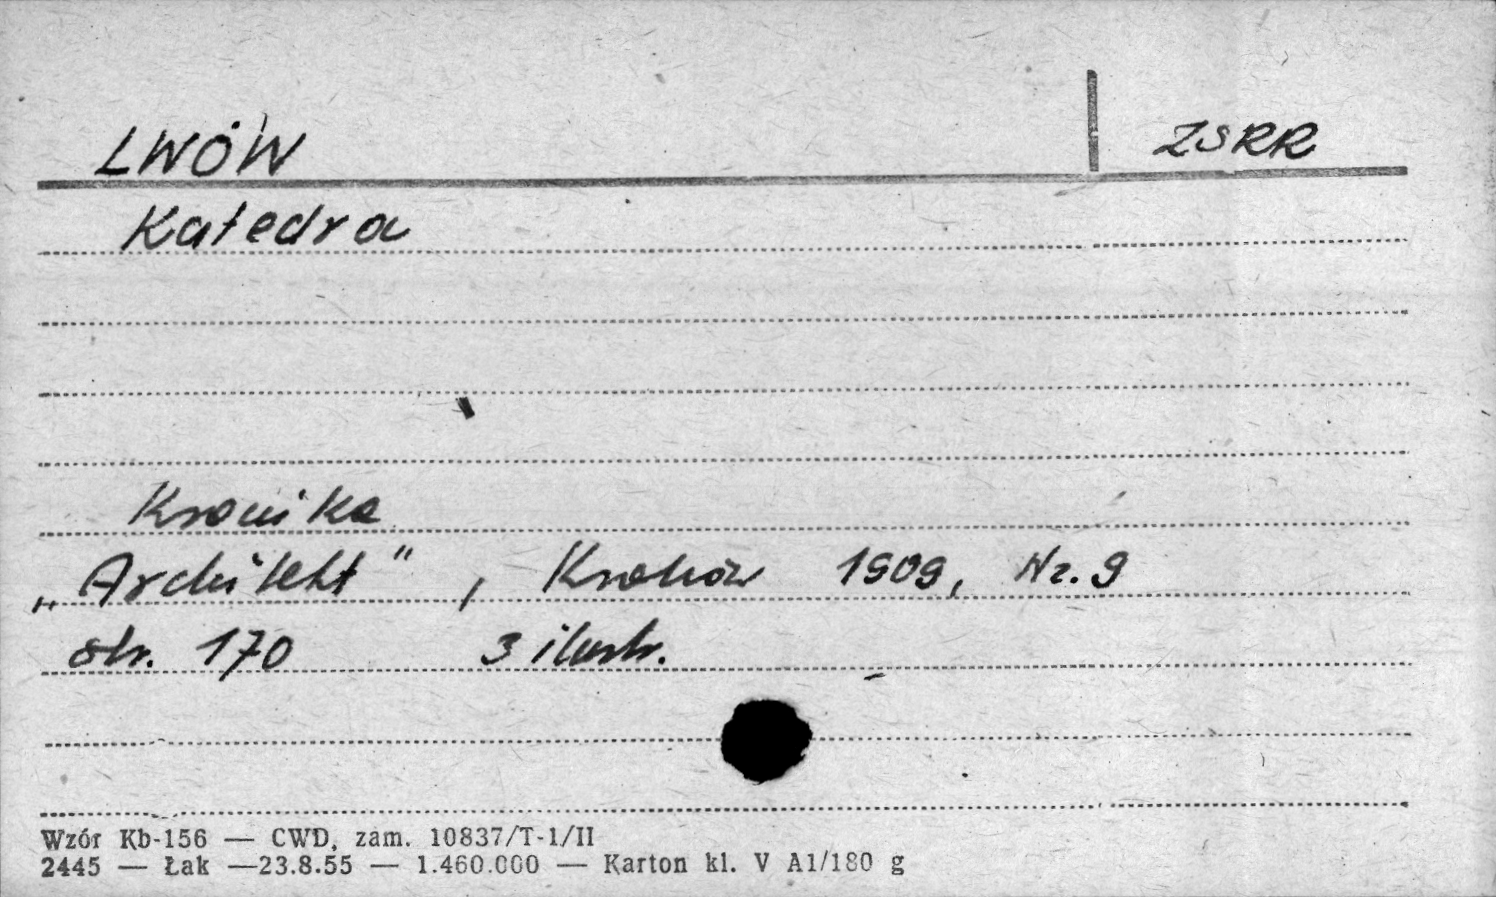 LWÓW ZSRR
Katedra
Kronika
„Architekt", Kraków 1909, Nr. 9
str. 170 3 ilustr.
Wzór Kb-156 — CWD, zam. 10837/T-1/II
2445 — Łak —23.8.55 — 1.460.000 — Karton kl. V A1/180 g